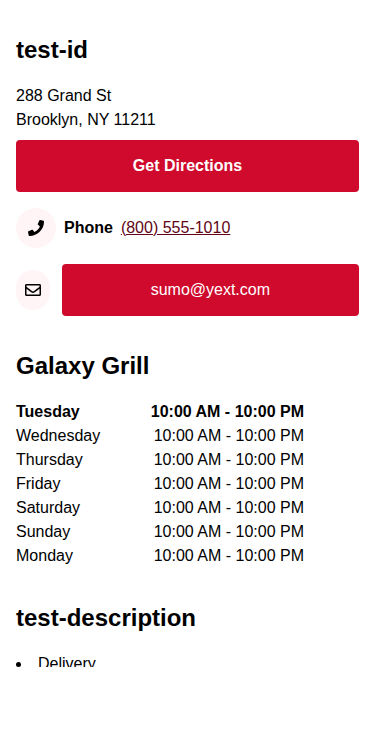 test-id
288 Grand St
Brooklyn, NY 11211
Get Directions
Phone (800) 555-1010
sumo@yext.com
Galaxy Grill
Tuesday 10:00 AM - 10:00 PM
Wednesday 10:00 AM - 10:00 PM
Thursday 10:00 AM - 10:00 PM
Friday 10:00 AM - 10:00 PM
Saturday 10:00 AM - 10:00 PM
Sunday 10:00 AM - 10:00 PM
Monday 10:00 AM - 10:00 PM
test-description
• Delivery